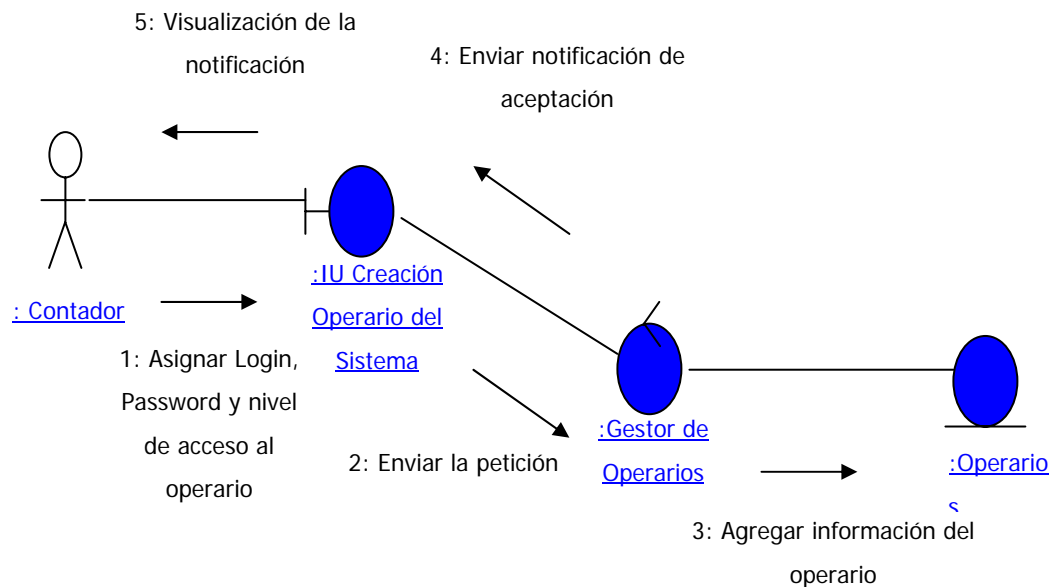 5: Visualización de la
notificación
4: Enviar notificación de
aceptación
: Contador
:IU Creación
Operario del
Sistema
1: Asignar Login,
Password y nivel
de acceso al
operario
2: Enviar la petición
:Gestor de
Operarios
:Operario
s
3: Agregar información del
operario